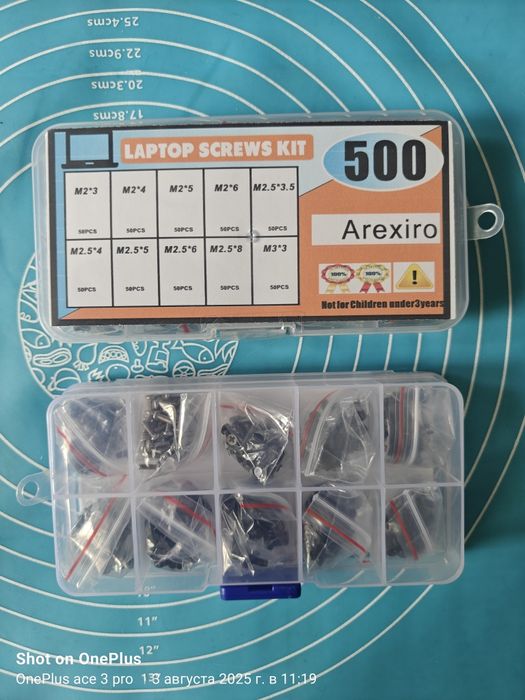 25.4cms
22.9cms
20.3cms
17.8cms
LAPTOP SCREWS KIT
500
M2*3
M2*4
M2*5
M2*6
M2.5*3.5
50PCS
50PCS
50PCS
50PCS
50PCS
Arexiro
M2.5*4
M2.5*5
M2.5*6
M2.5*8
M3*3
50PCS
50PCS
50PCS
50PCS
50PCS
100%
100%
!
Not for Children under3years
11"
12"
Shot on OnePlus
OnePlus ace 3 pro
13 августа 2025 г. в 11:19